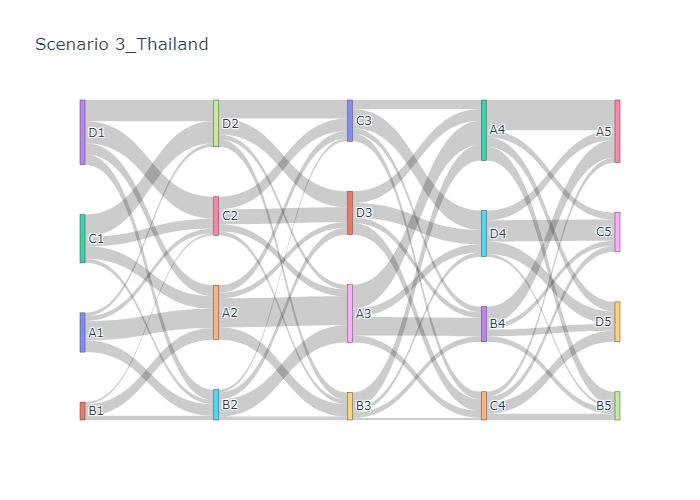 Scenario 3_Thailand
D1
C1
A1
B1
D2
C2
A2
B2
C3
D3
A3
B3
A4
D4
B4
C4
A5
C5
D5
B5